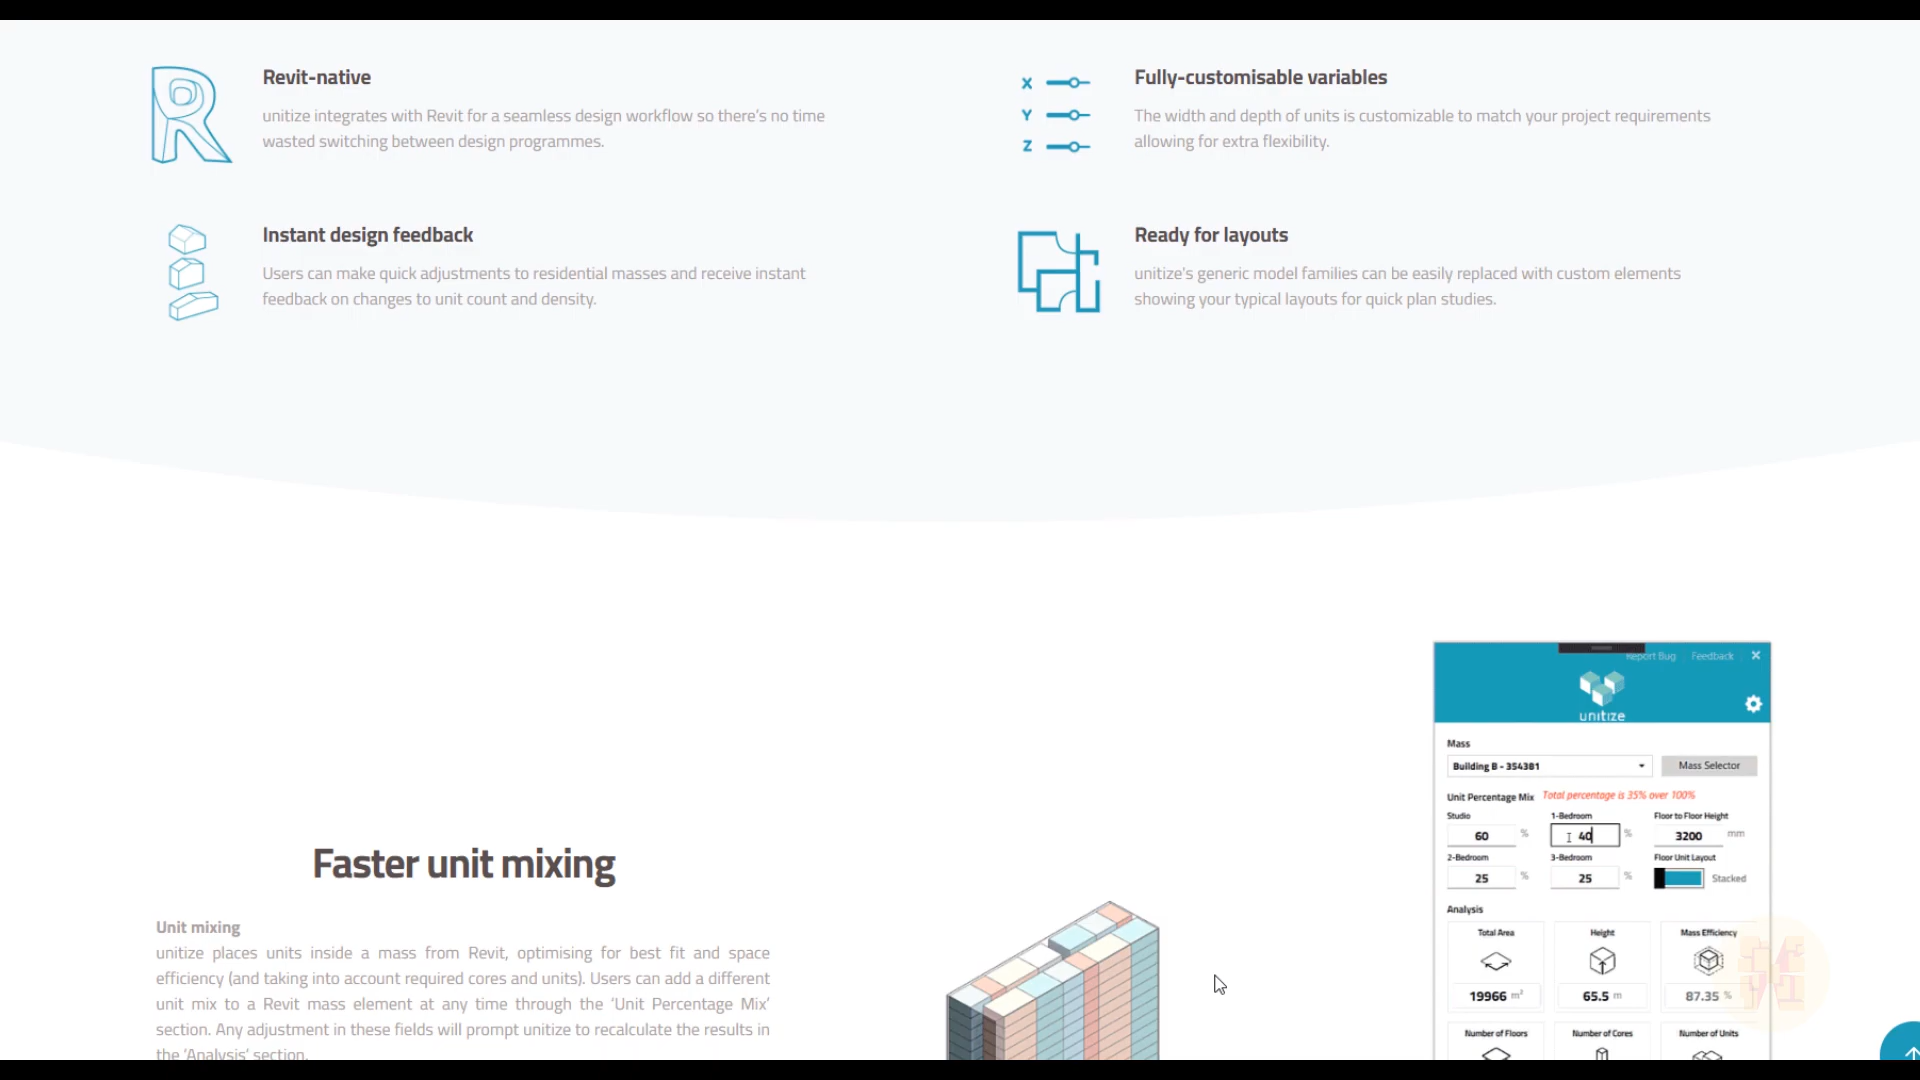 Revit-native
unitize integrates with Revit for a seamless design workflow so there's no time
wasted switching between design programmes.
X
Y
Z
Fully-customisable variables
The width and depth of units is customizable to match your project requirements
allowing for extra flexibility.
Instant design feedback
Users can make quick adjustments to residential masses and receive instant
feedback on changes to unit count and density.
Ready for layouts
unitize's generic model families can be easily replaced with custom elements
showing your typical layouts for quick plan studies.
Faster unit mixing
Unit mixing
unitize places units inside a mass from Revit, optimising for best fit and space
efficiency (and taking into account required cores and units). Users can add a different
unit mix to a Revit mass element at any time through the ‘Unit Percentage Mix’
section. Any adjustment in these fields will prompt unitize to recalculate the results in
the ‘Analysis’ section.
Report Bug Feedback
unitize
Mass
Building B - 354381 Mass Selector
Unit Percentage Mix Total percentage is 35% over 100%
Studio 1-Bedroom Floor to Floor Height
60 % 40 % 3200 mm
2-Bedroom 3-Bedroom Floor Unit Layout
25 % 25 % Stacked
Analysis
Total Area Height Mass Efficiency
19966 m² 65.5 m 87.35 %
Number of Floors Number of Cores Number of Units